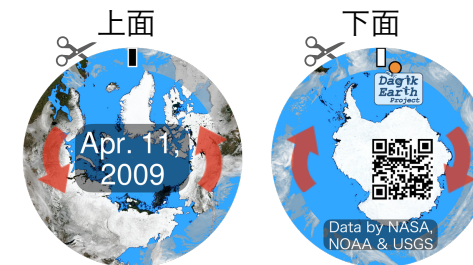 上面
下面
Apr. 11,
2009
Dagik
Earth
Project
Data by NASA,
NOAA & USGS